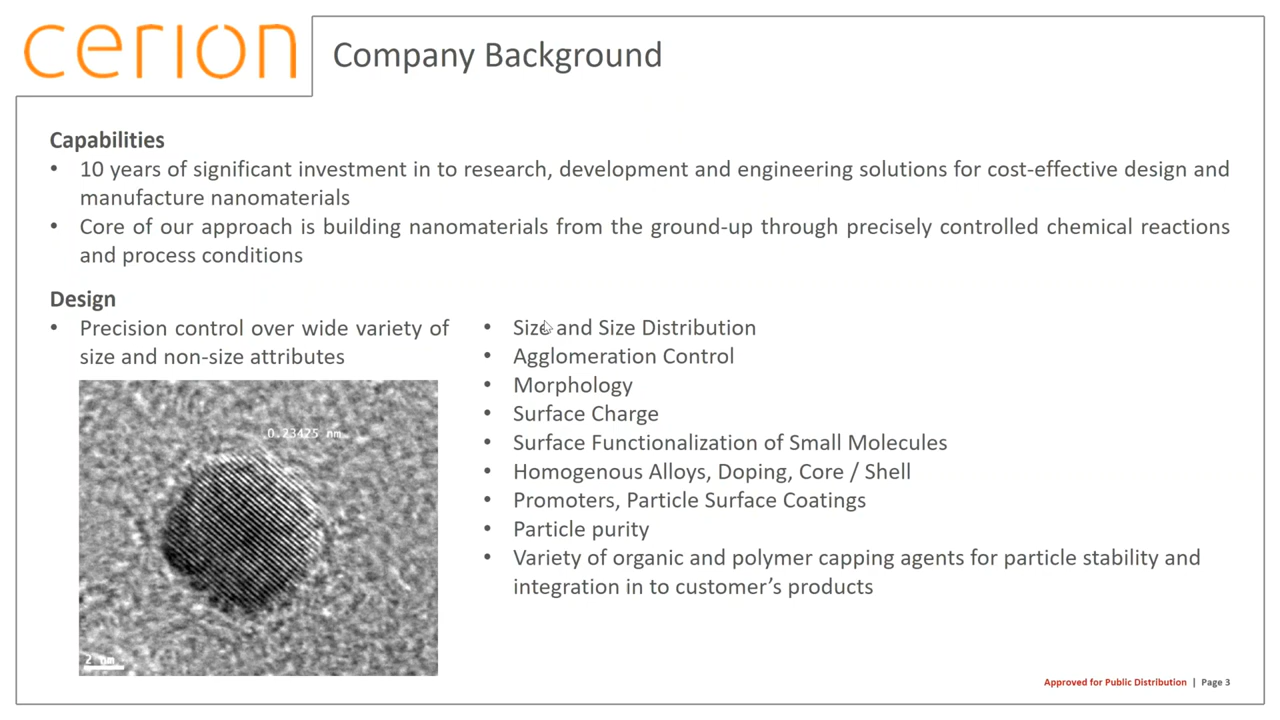 cerion
Company Background
Capabilities
• 10 years of significant investment in to research, development and engineering solutions for cost-effective design and
manufacture nanomaterials
• Core of our approach is building nanomaterials from the ground-up through precisely controlled chemical reactions
and process conditions
Design
• Precision control over wide variety of
size and non-size attributes
0.23425 nm
2 nm
• Size and Size Distribution
• Agglomeration Control
• Morphology
• Surface Charge
• Surface Functionalization of Small Molecules
• Homogenous Alloys, Doping, Core / Shell
• Promoters, Particle Surface Coatings
• Particle purity
• Variety of organic and polymer capping agents for particle stability and
integration in to customer’s products
Approved for Public Distribution | Page 3